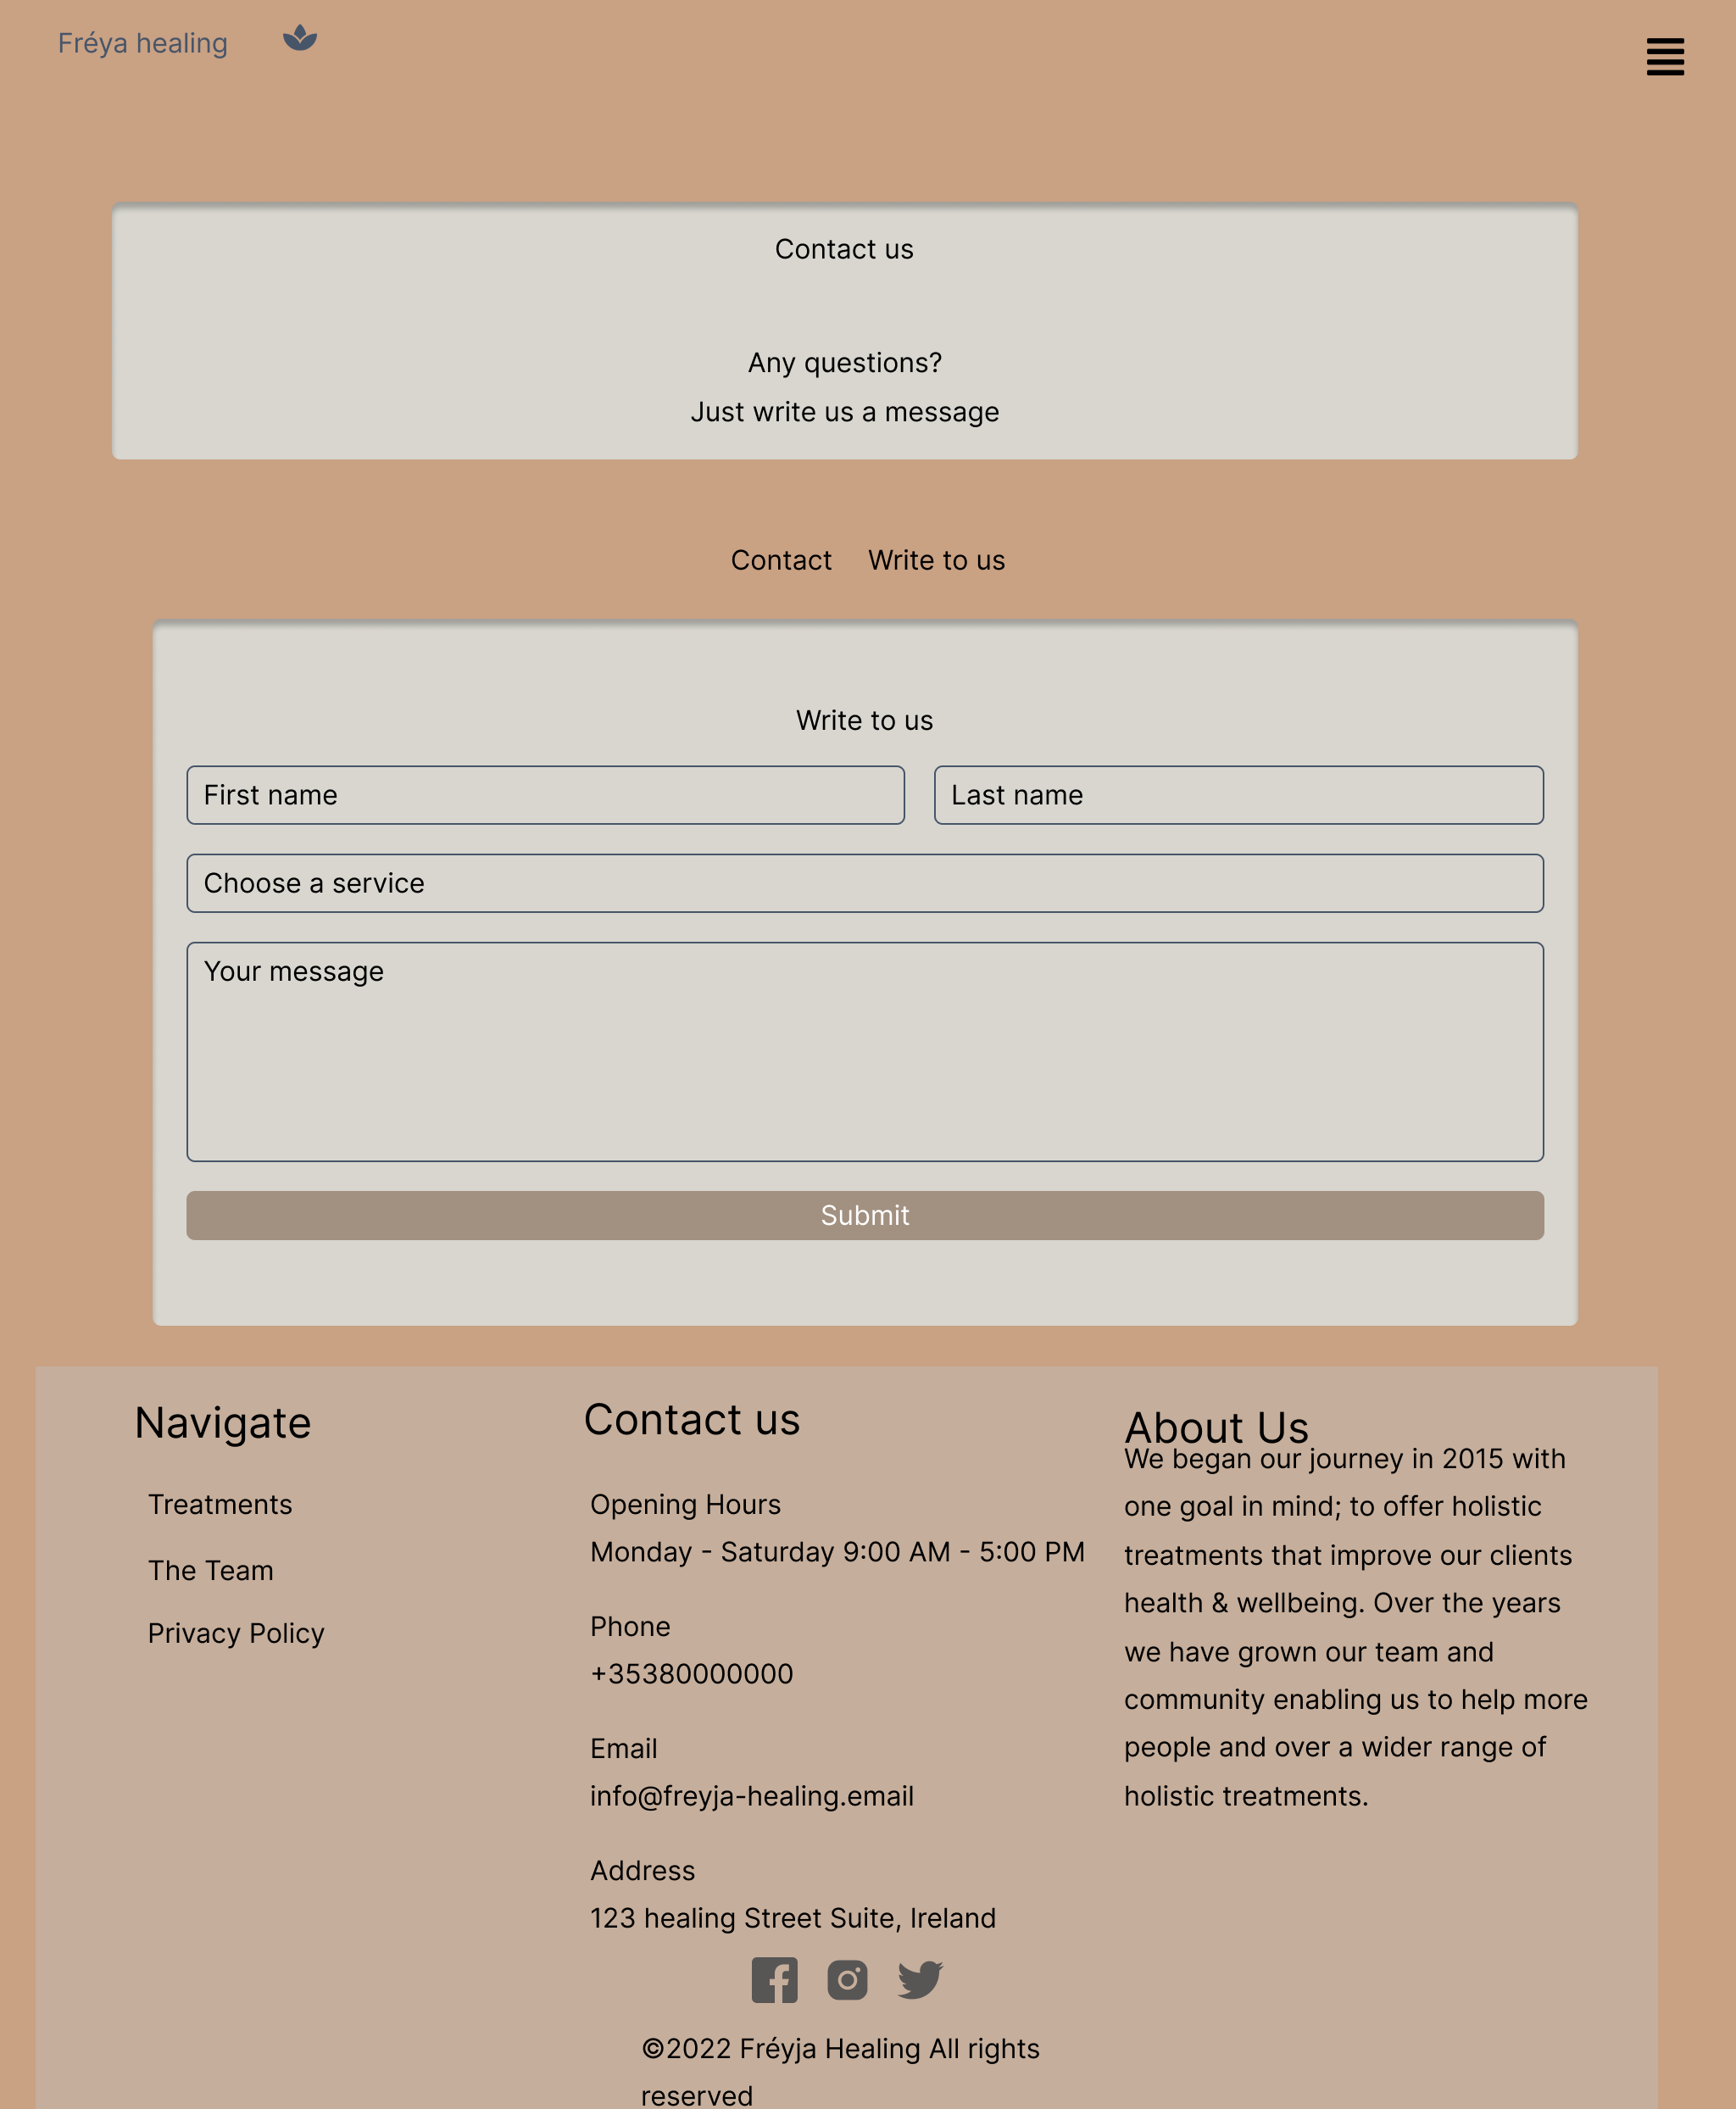 Fréya healing
Contact us
Any questions?
Just write us a message
Contact
Write to us
Write to us
First name
Last name
Choose a service
Your message
Submit
Navigate
Treatments
The Team
Privacy Policy
Contact us
Opening Hours
Monday - Saturday 9:00 AM - 5:00 PM
Phone
+35380000000
Email
info@freyja-healing.email
Address
123 healing Street Suite, Ireland
About Us
We began our journey in 2015 with
one goal in mind; to offer holistic
treatments that improve our clients
health & wellbeing. Over the years
we have grown our team and
community enabling us to help more
people and over a wider range of
holistic treatments.
©2022 Fréyja Healing All rights
reserved